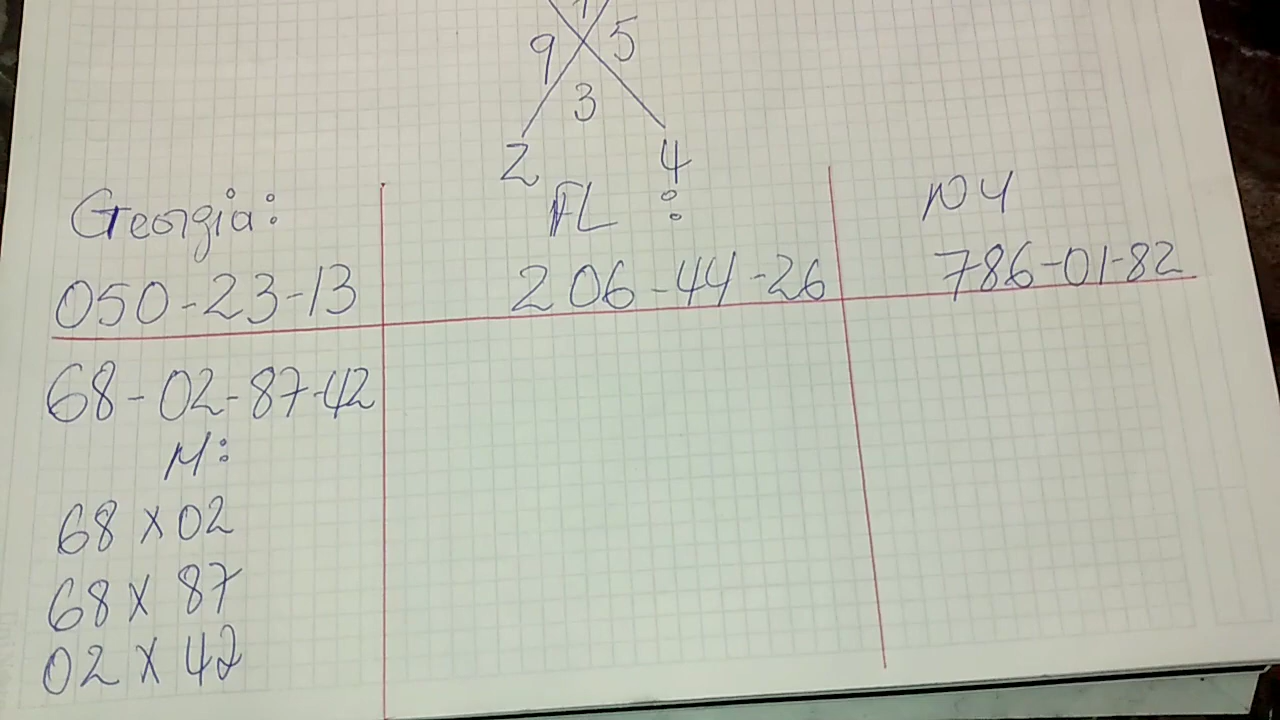 9 5
3
2 4
Georgia:
FL :
NY
050-23-13
206-44-26
786-01-82
68-02-87-42
M:
68 x 02
68 x 87
02 x 42